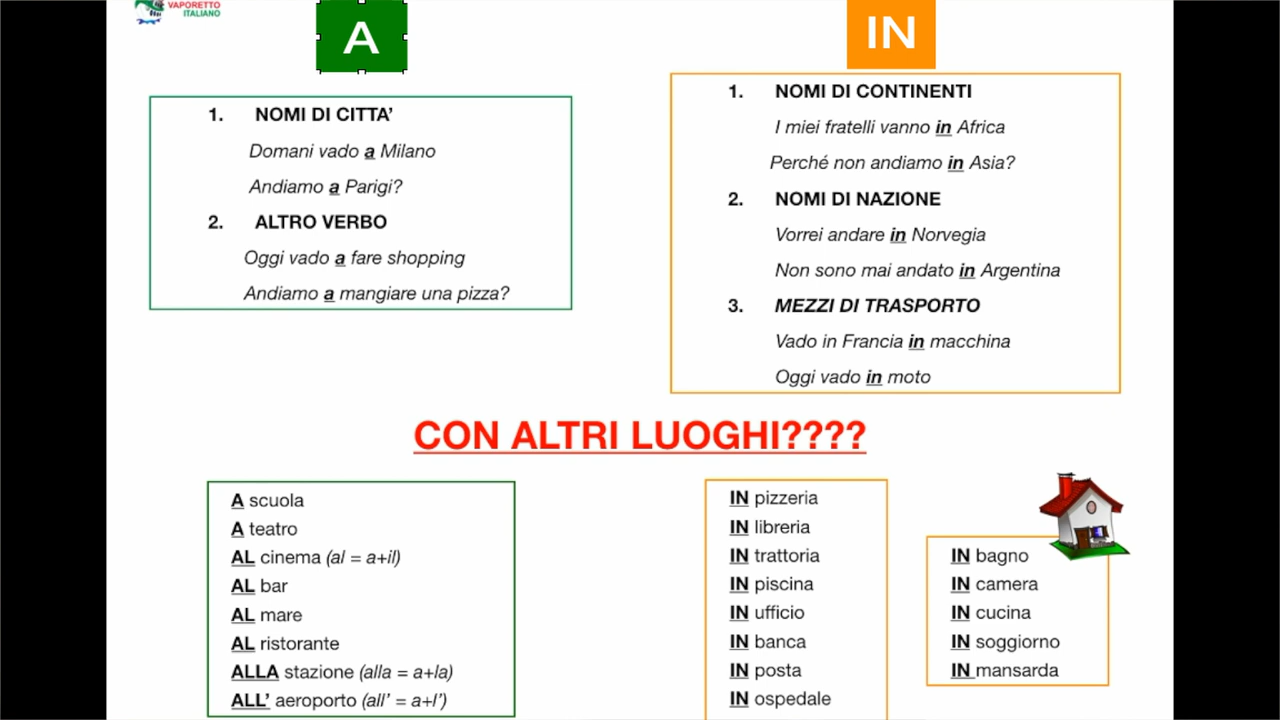 VAPORETTO
ITALIANO
A
1. NOMI DI CITTA'
Domani vado a Milano
Andiamo a Parigi?
2. ALTRO VERBO
Oggi vado a fare shopping
Andiamo a mangiare una pizza?
IN
1. NOMI DI CONTINENTI
I miei fratelli vanno in Africa
Perché non andiamo in Asia?
2. NOMI DI NAZIONE
Vorrei andare in Norvegia
Non sono mai andato in Argentina
3. MEZZI DI TRASPORTO
Vado in Francia in macchina
Oggi vado in moto
CON ALTRI LUOGHI????
A scuola
A teatro
AL cinema (al = a+il)
AL bar
AL mare
AL ristorante
ALLA stazione (alla = a+la)
ALL' aeroporto (all' = a+l')
IN pizzeria
IN libreria
IN trattoria
IN piscina
IN ufficio
IN banca
IN posta
IN ospedale
IN bagno
IN camera
IN cucina
IN soggiorno
IN mansarda